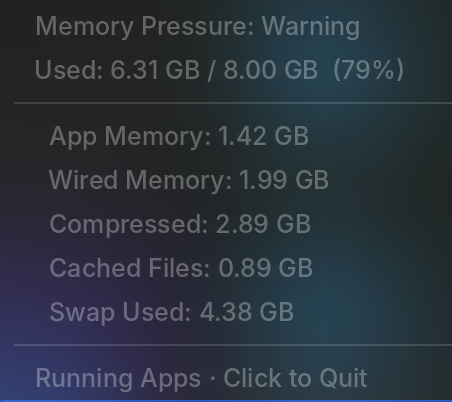 Memory Pressure: Warning
Used: 6.31 GB / 8.00 GB (79%)
App Memory: 1.42 GB
Wired Memory: 1.99 GB
Compressed: 2.89 GB
Cached Files: 0.89 GB
Swap Used: 4.38 GB
Running Apps · Click to Quit